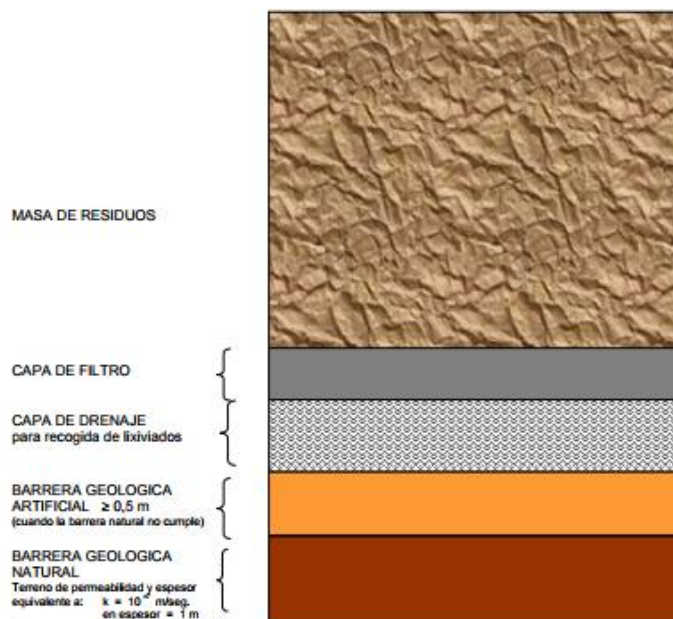 MASA DE RESIDUOS
CAPA DE FILTRO
CAPA DE DRENAJE
para recogida de lixiviados
BARRERA GEOLOGICA
ARTIFICIAL ≥ 0,5 m
(cuando la barrera natural no cumple)
BARRERA GEOLOGICA
NATURAL
Terreno de permeabilidad y espesor
equivalente a: k = 10 m/seg.
en espesor = 1 m